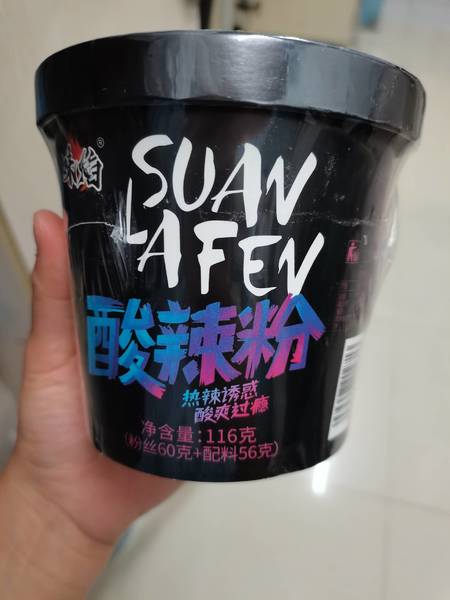 SUAN
LA FEN
酸辣粉
热辣诱惑
酸爽过瘾
净含量:116克
(粉丝60克+配料56克)